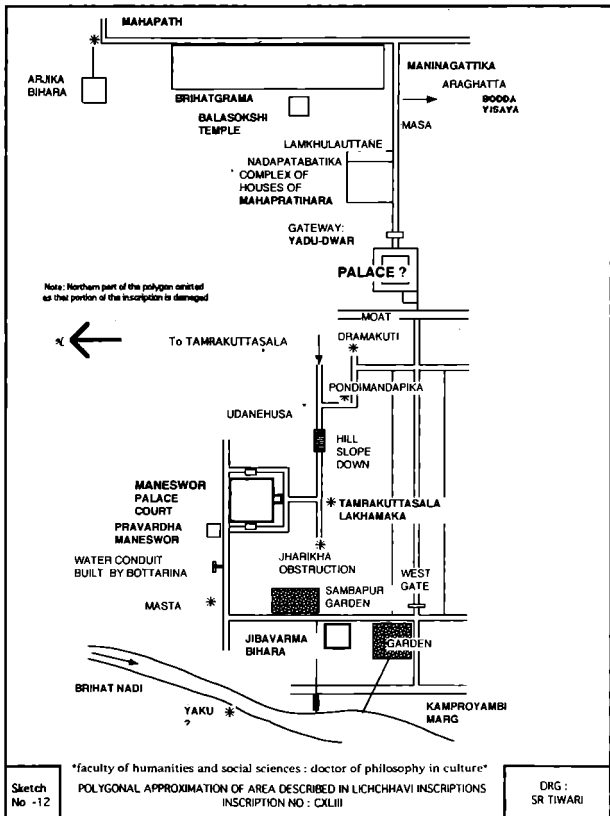 MAHAPATH
ARJIKA
BIHARA
BRIHATGRAMA
BALASOKSHI
TEMPLE
MANINAGATTIKA
ARAGHATTA
BODDA
VISAYA
MASA
LAMKHULAUTTANE
NADAPATABATIKA
COMPLEX OF
HOUSES OF
MAHAPRATIHARA
GATEWAY:
YADU-DWAR
PALACE ?
Note: Northern part of the polygon omitted
as that portion of the inscription is damaged
MOAT
To TAMRAKUTTASALA
DRAMAKUTI
PONDIMANDAPIKA
UDANEHUSA
HILL
SLOPE
DOWN
MANESWOR
PALACE
COURT
TAMRAKUTTASALA
LAKHAMAKA
PRAVARDHA
MANESWOR
JHARIKHA
OBSTRUCTION
WATER CONDUIT
BUILT BY BOTTARINA
WEST
GATE
SAMBAPUR
GARDEN
MASTA
JIBAVARMA
BIHARA
GARDEN
BRIHAT NADI
YAKU
?
KAMPROYAMBI
MARG
"faculty of humanities and social sciences : doctor of philosophy in culture"
Sketch
No -12
POLYGONAL APPROXIMATION OF AREA DESCRIBED IN LICHCHHAVI INSCRIPTIONS
INSCRIPTION NO : CXLIII
DRG :
SR TIWARI